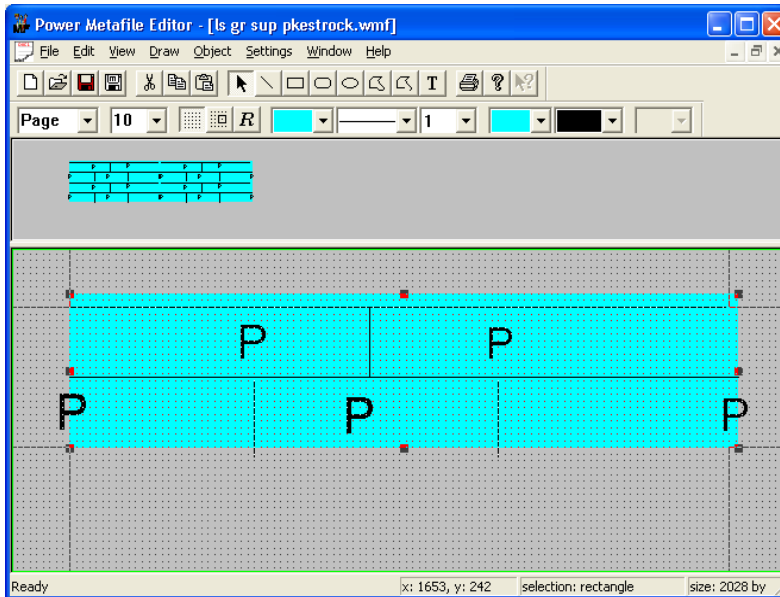 Power Metafile Editor - [ls gr sup pkestrock.wmf]
File Edit View Draw Object Settings Window Help
T
Page 10 R 1
P P
P P P
Ready x: 1653, y: 242 selection: rectangle size: 2028 by